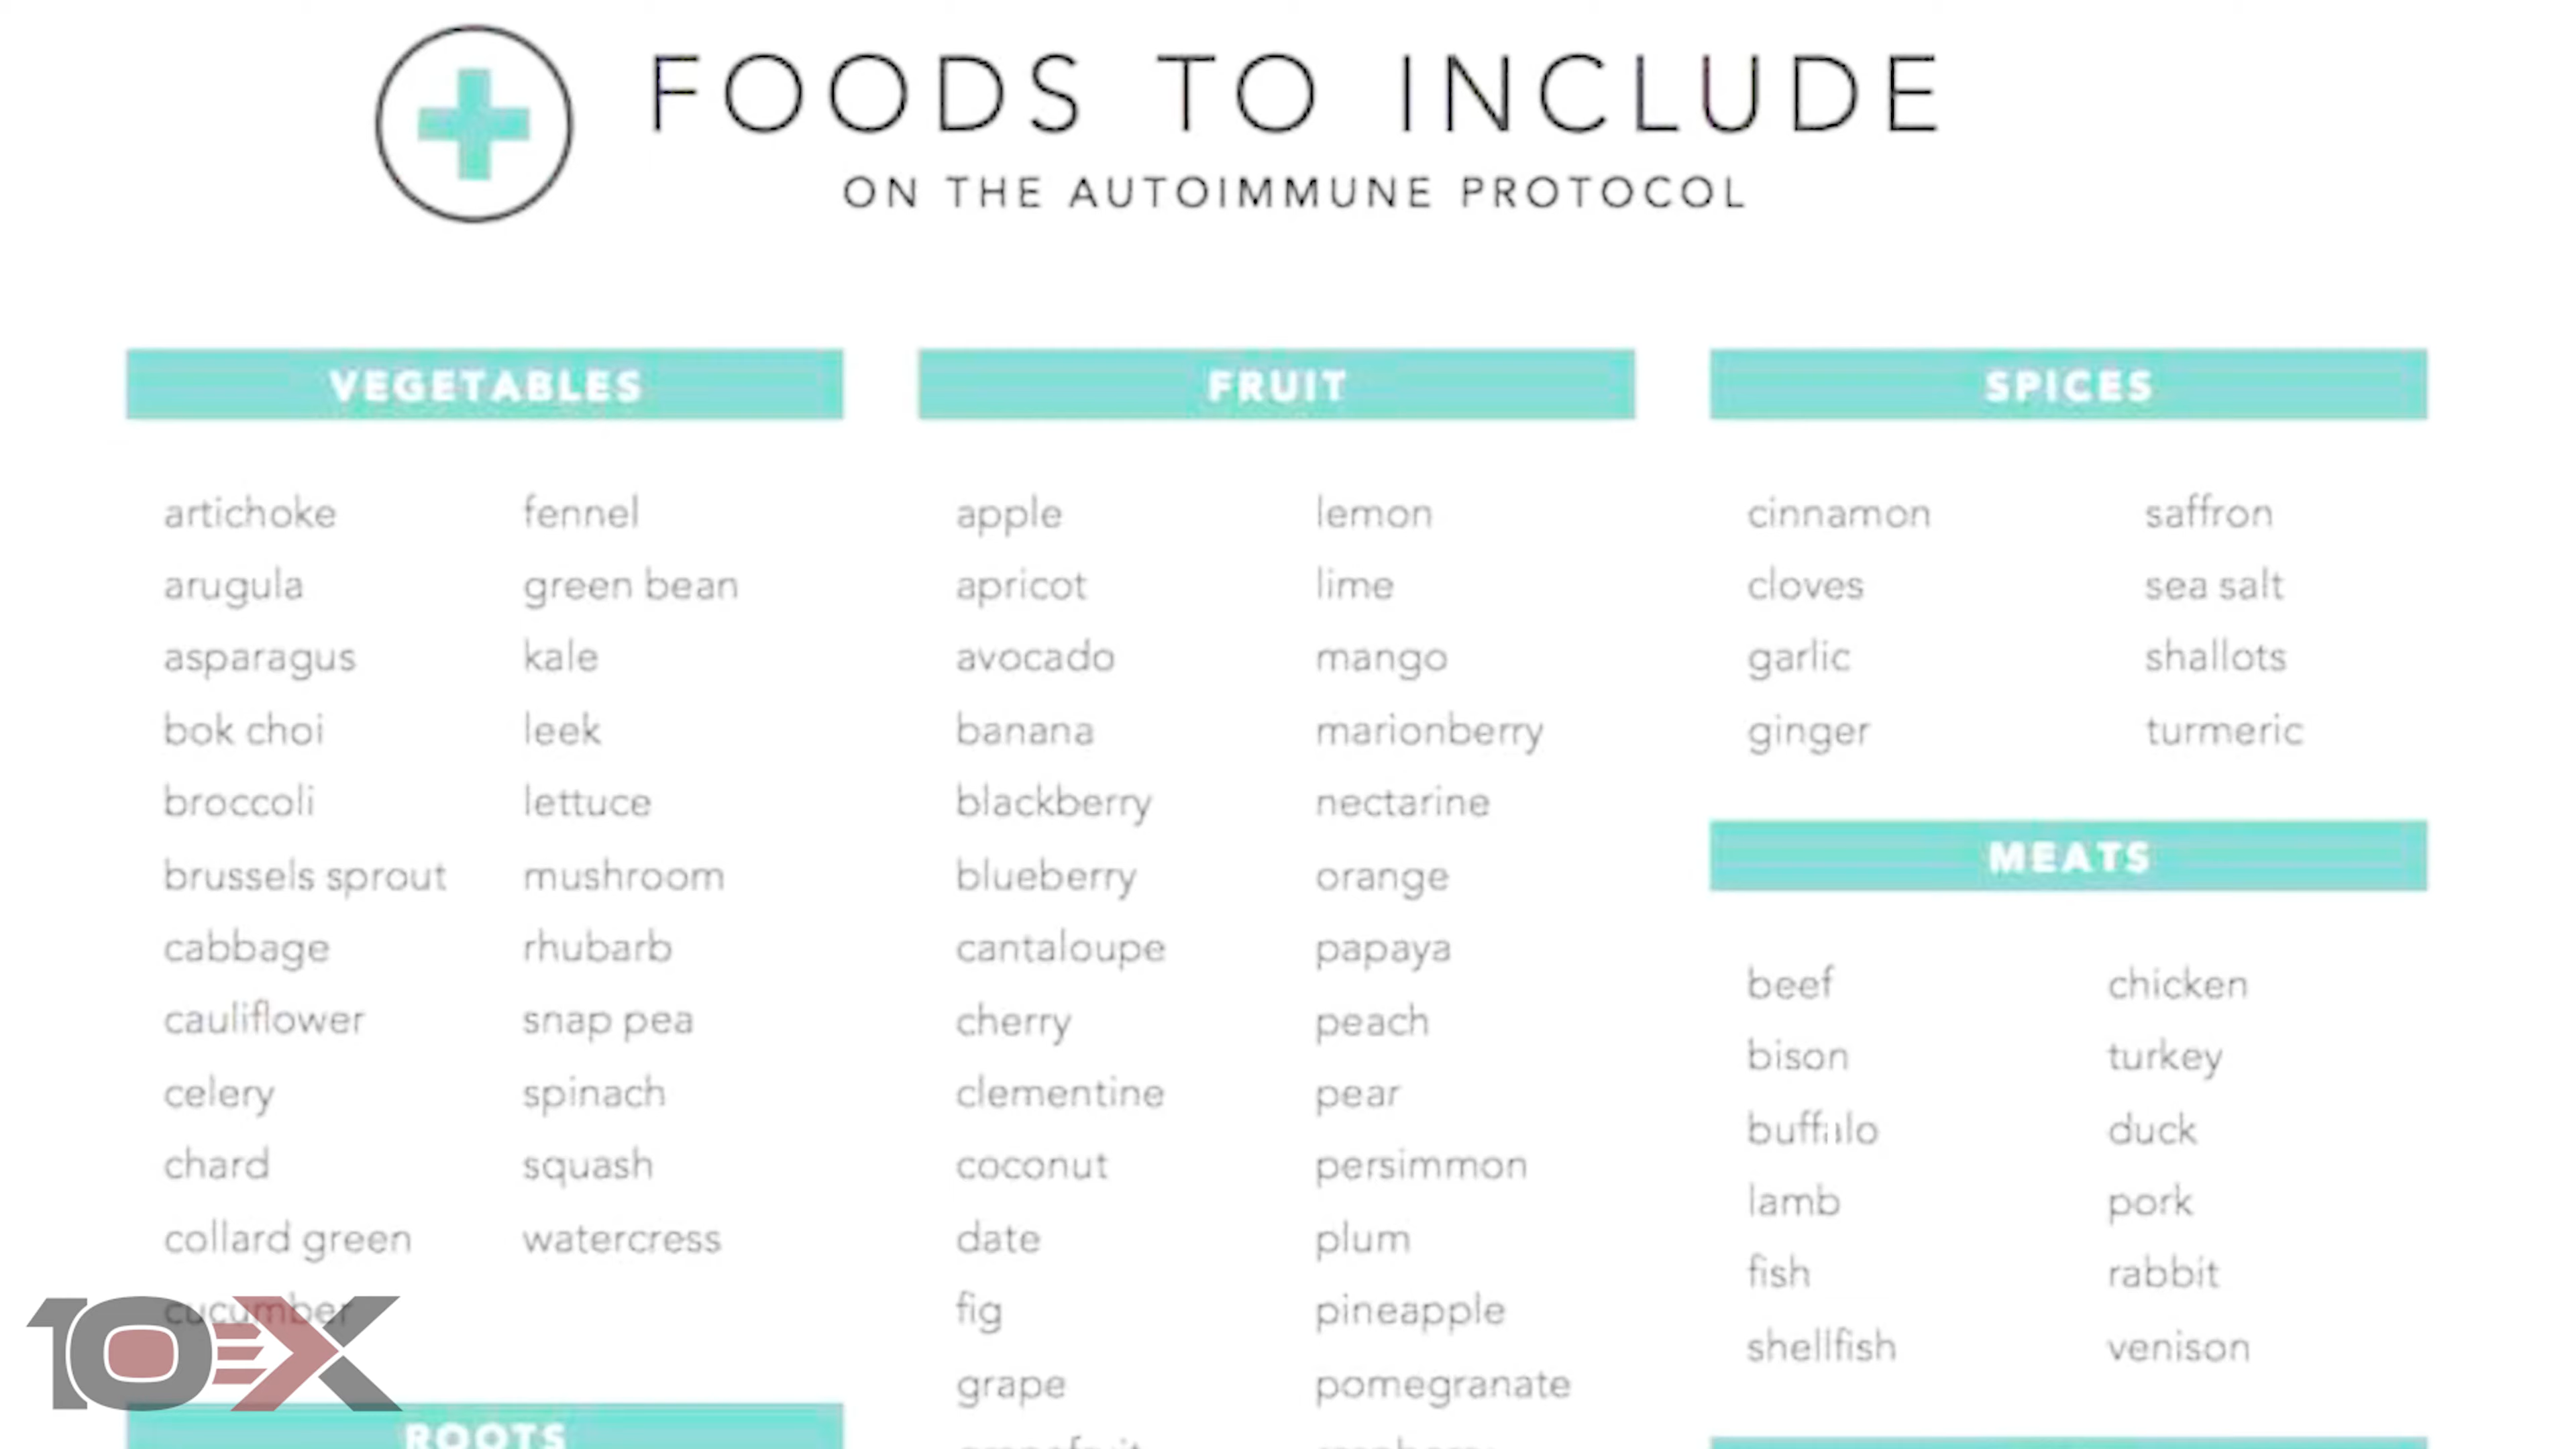 FOODS TO INCLUDE
ON THE AUTOIMMUNE PROTOCOL
VEGETABLES
artichoke
arugula
asparagus
bok choi
broccoli
brussels sprout
cabbage
cauliflower
celery
chard
collard green
cucumber
fennel
green bean
kale
leek
lettuce
mushroom
rhubarb
snap pea
spinach
squash
watercress
ROOTS
FRUIT
apple
apricot
avocado
banana
blackberry
blueberry
cantaloupe
cherry
clementine
coconut
date
fig
grape
lemon
lime
mango
marionberry
nectarine
orange
papaya
peach
pear
persimmon
plum
pineapple
pomegranate
SPICES
cinnamon
cloves
garlic
ginger
saffron
sea salt
shallots
turmeric
MEATS
beef
bison
buffalo
lamb
fish
shellfish
chicken
turkey
duck
pork
rabbit
venison
10X